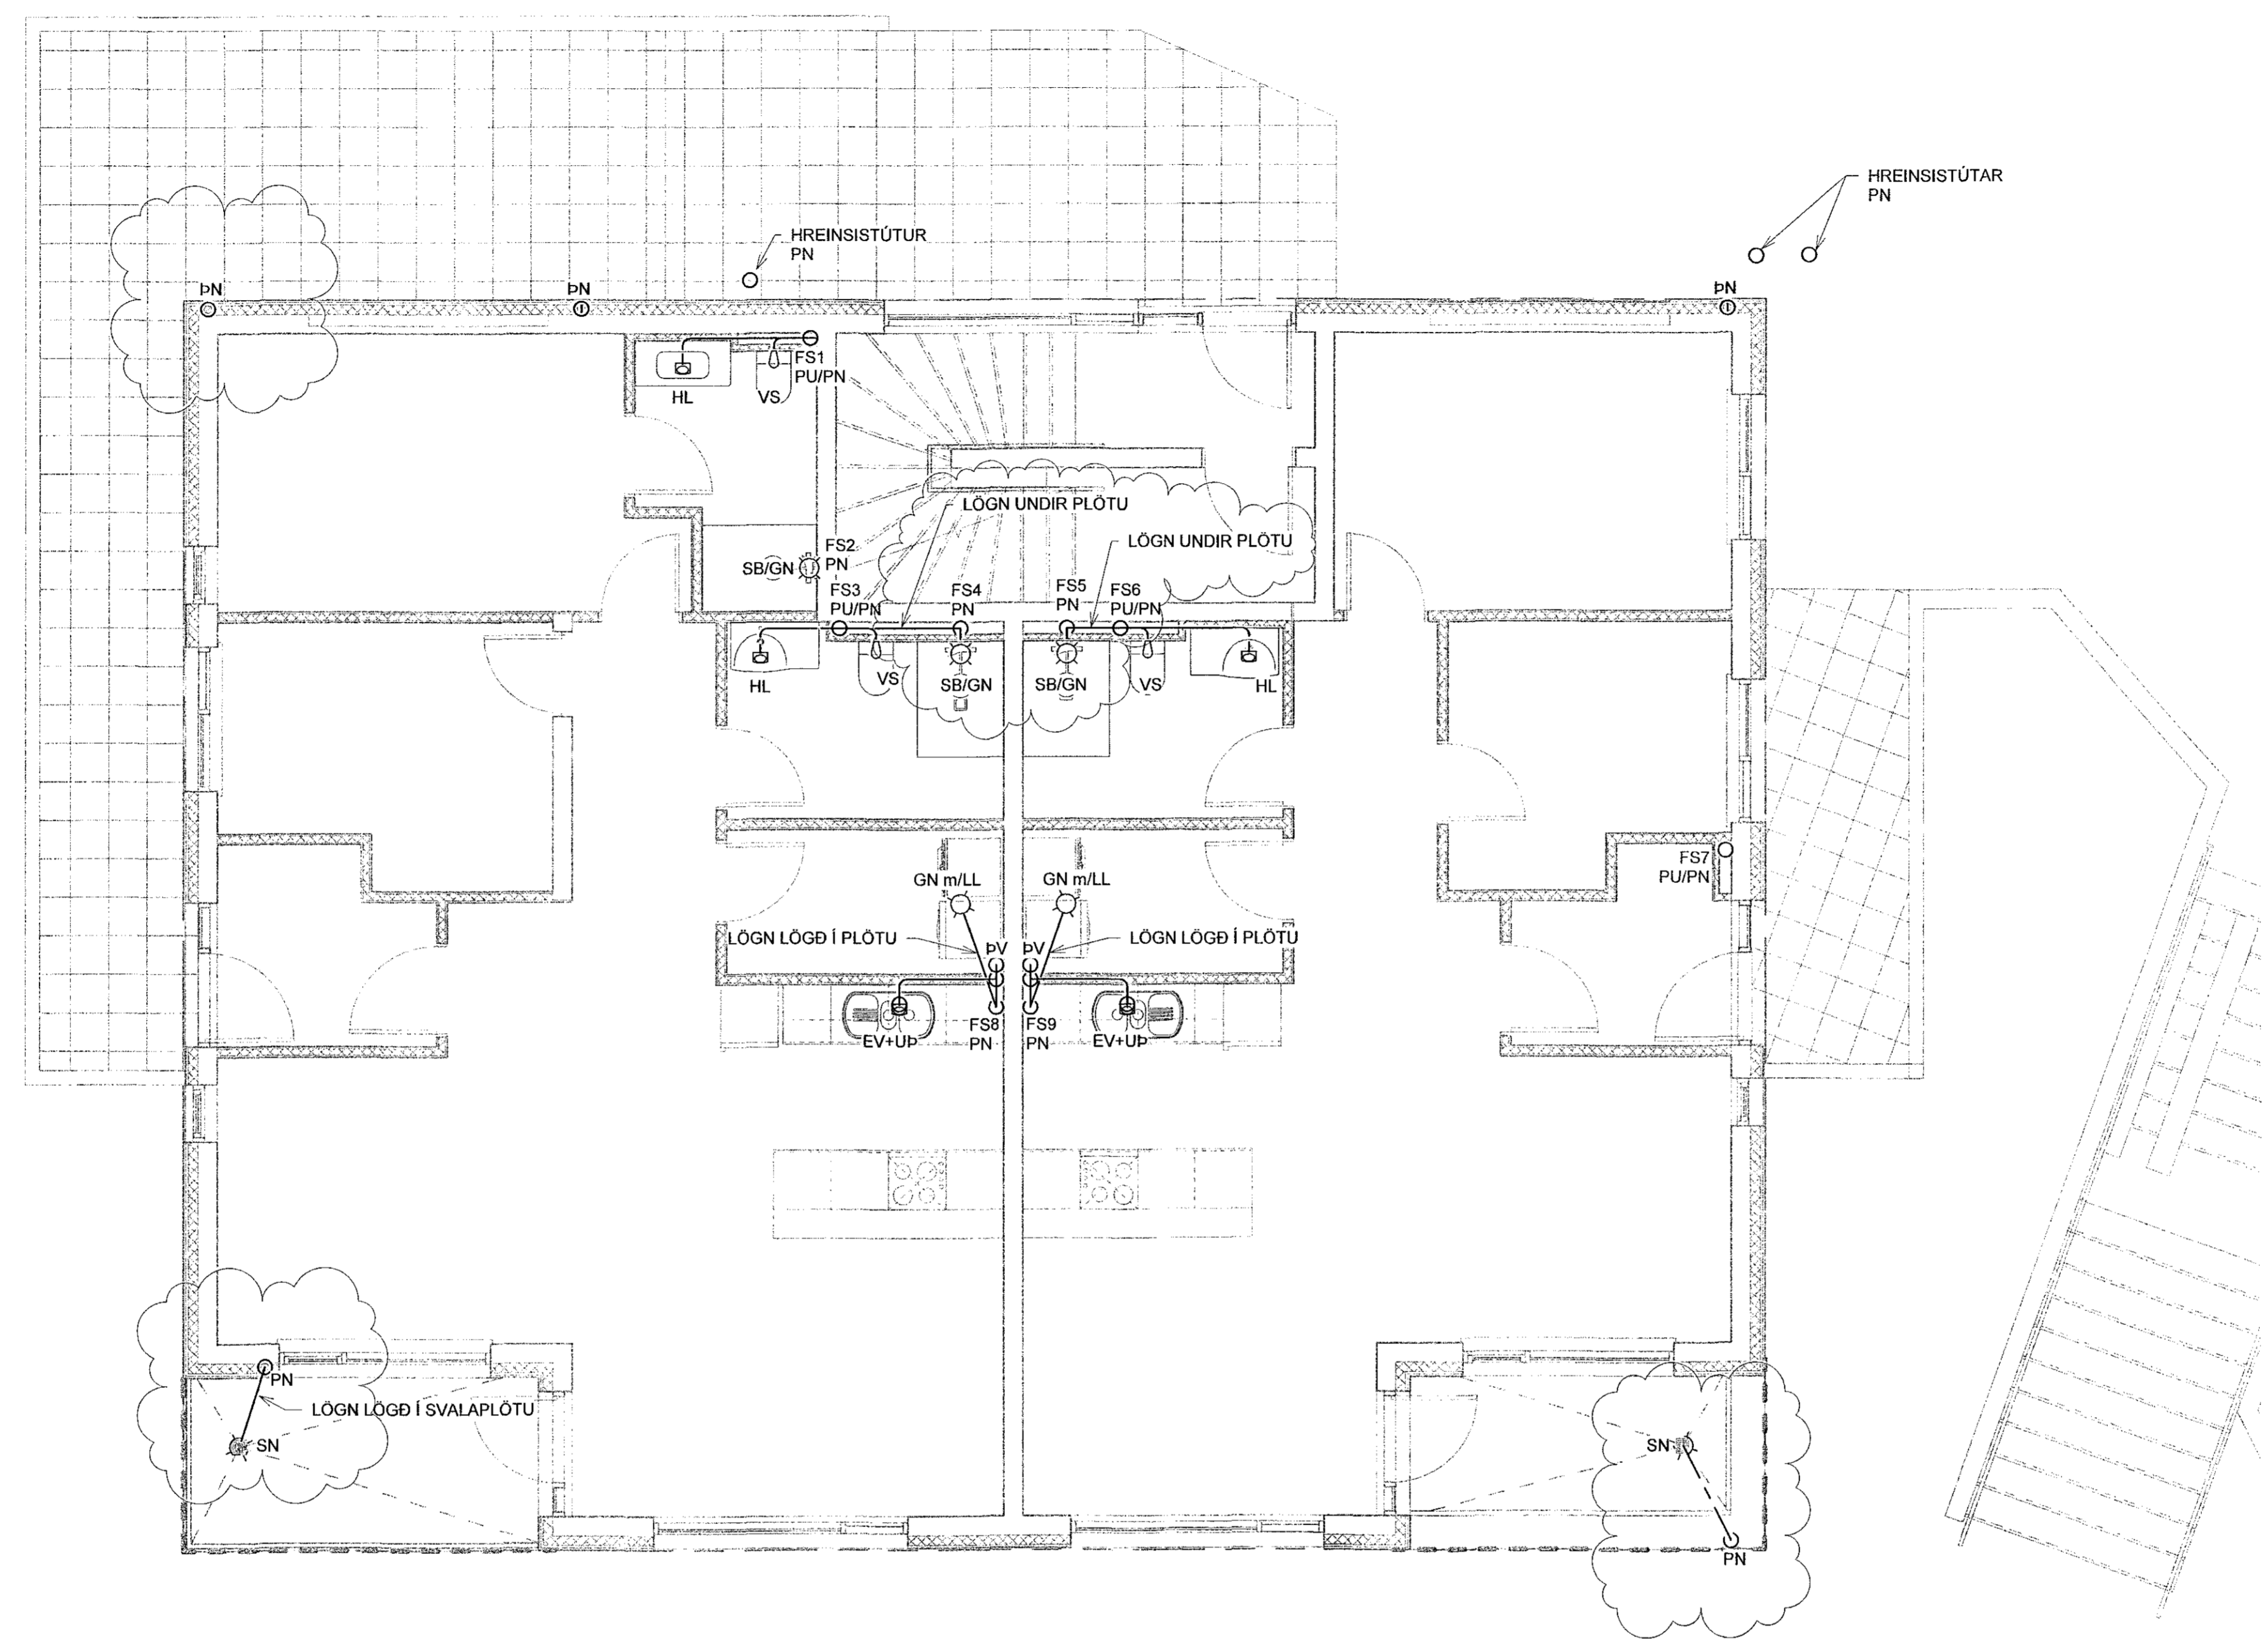 HREINSISTÚTAR
PN
HREINSISTÚTUR
PN
ÞN
ÞN
ÞN
FS1
PU/PN
HL
VS
LÖGN UNDIR PLÖTU
LÖGN UNDIR PLÖTU
FS2
PN
SB/GN
FS3
PU/PN
FS4
PN
FS5
PN
FS6
PU/PN
HL
VS
SB/GN
SB/GN
VS
HL
FS7
PU/PN
GN m/LL
GN m/LL
LÖGN LÖGÐ Í PLÖTU
ÞV
ÞV
LÖGN LÖGÐ Í PLÖTU
FS8
PN
FS9
PN
EV+UÞ
EV+UÞ
PN
LÖGN LÖGÐ Í SVALAPLÖTU
SN
SN
PN